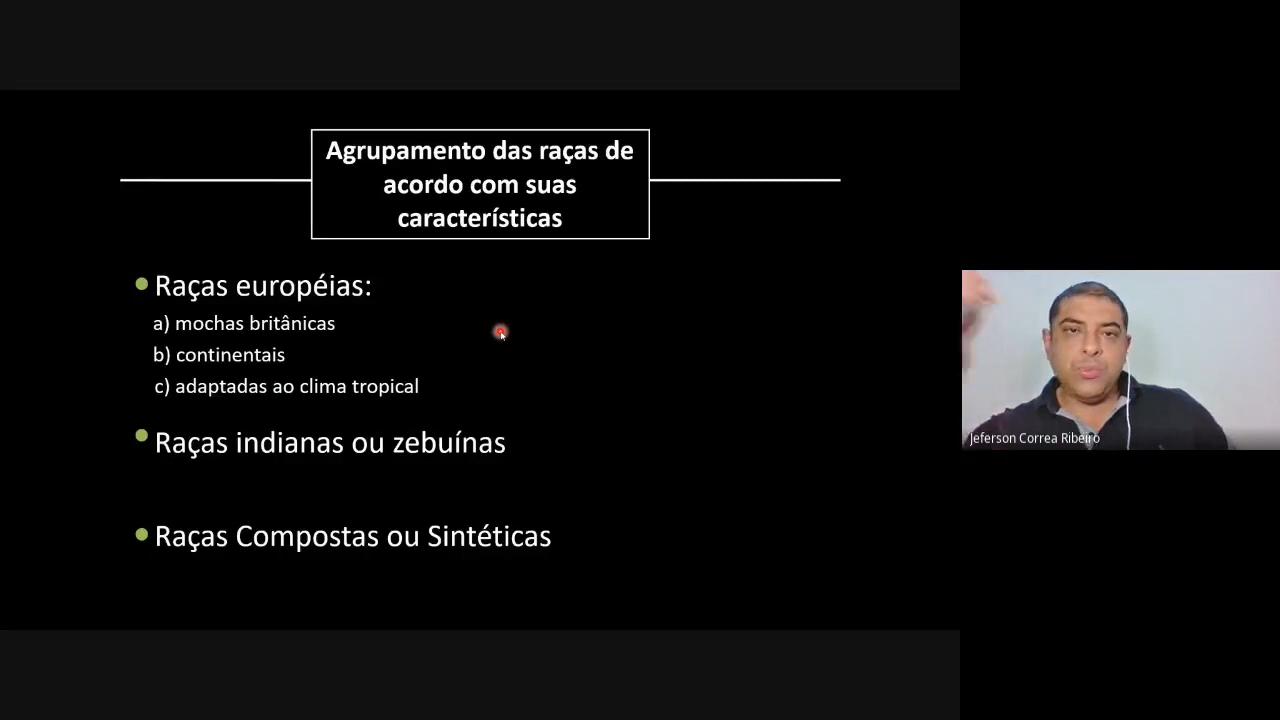 Agrupamento das raças de
acordo com suas
características
Raças européias:
a) mochas britânicas
b) continentais
c) adaptadas ao clima tropical
Raças indianas ou zebuínas
Raças Compostas ou Sintéticas
Jeferson Correa Ribeiro